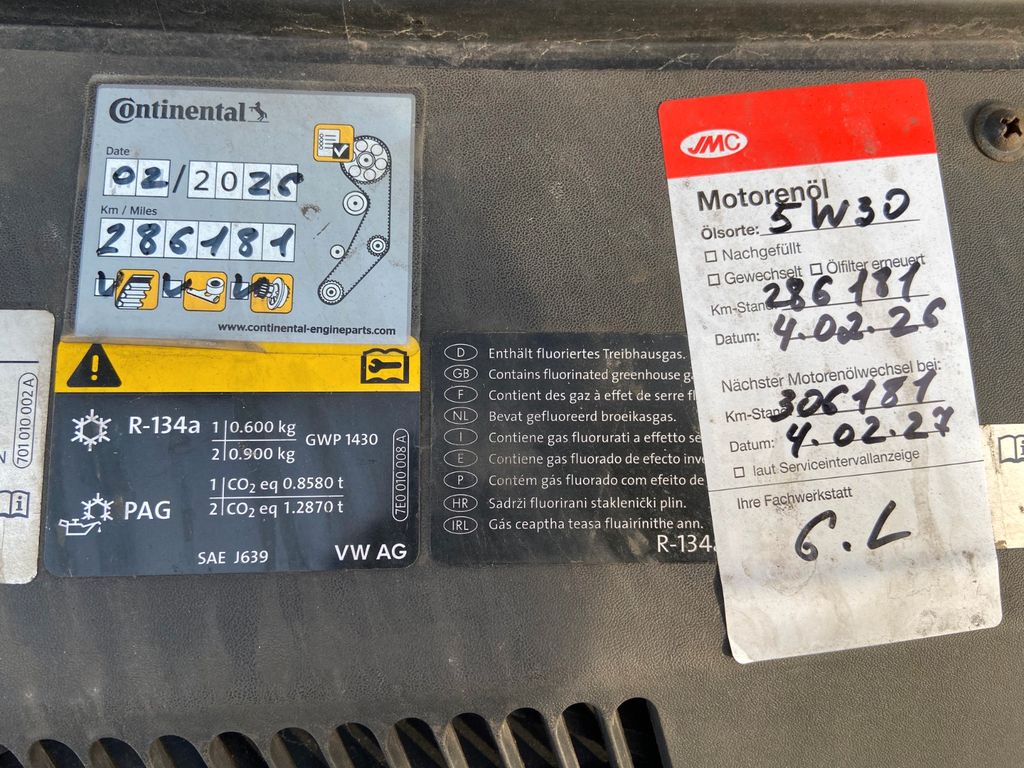 Continental
Date
02/2026
Km / Miles
286181
www.continental-engineparts.com
R-134a
1 0.600 kg
2 0.900 kg
GWP 1430
PAG
1 CO₂ eq 0.8580 t
2 CO₂ eq 1.2870 t
SAE J639
VW AG
7E0 010 008 A
701 010 002 A
D Enthält fluoriertes Treibhausgas.
GB Contains fluorinated greenhouse
F Contient des gaz à effet de serre
NL Bevat gefluoreerd broeikasgas.
I Contiene gas fluorurati a effetto
E Contiene gas fluorado de efecto
P Contém gás fluorado com efeito de
HR Sadrži fluorirani staklenički plin.
IRL Gás ceaptha teasa fluairínithe ann.
R-134
JMC
Motorenöl
Ölsorte: 5W30
Nachgefüllt
Gewechselt Ölfilter erneuert
Km-Stand 286181
Datum: 4.02.26
Nächster Motorenölwechsel bei:
Km-Stand 306181
Datum: 4.02.27
laut Serviceintervallanzeige
Ihre Fachwerkstatt
G.L